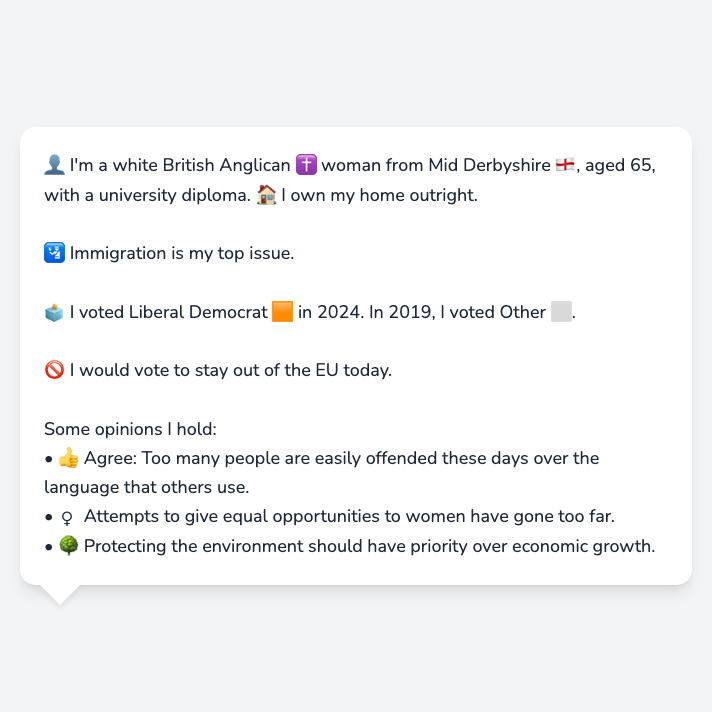 👤 I'm a white British Anglican ✝️ woman from Mid Derbyshire 🏴󠁧󠁢󠁥󠁮󠁧󠁿, aged 65,
with a university diploma. 🏠 I own my home outright.
🛂 Immigration is my top issue.
🗳️ I voted Liberal Democrat 🟧 in 2024. In 2019, I voted Other ⬜.
🚫 I would vote to stay out of the EU today.
Some opinions I hold:
• 👍 Agree: Too many people are easily offended these days over the
language that others use.
• ♀ Attempts to give equal opportunities to women have gone too far.
• 🌳 Protecting the environment should have priority over economic growth.